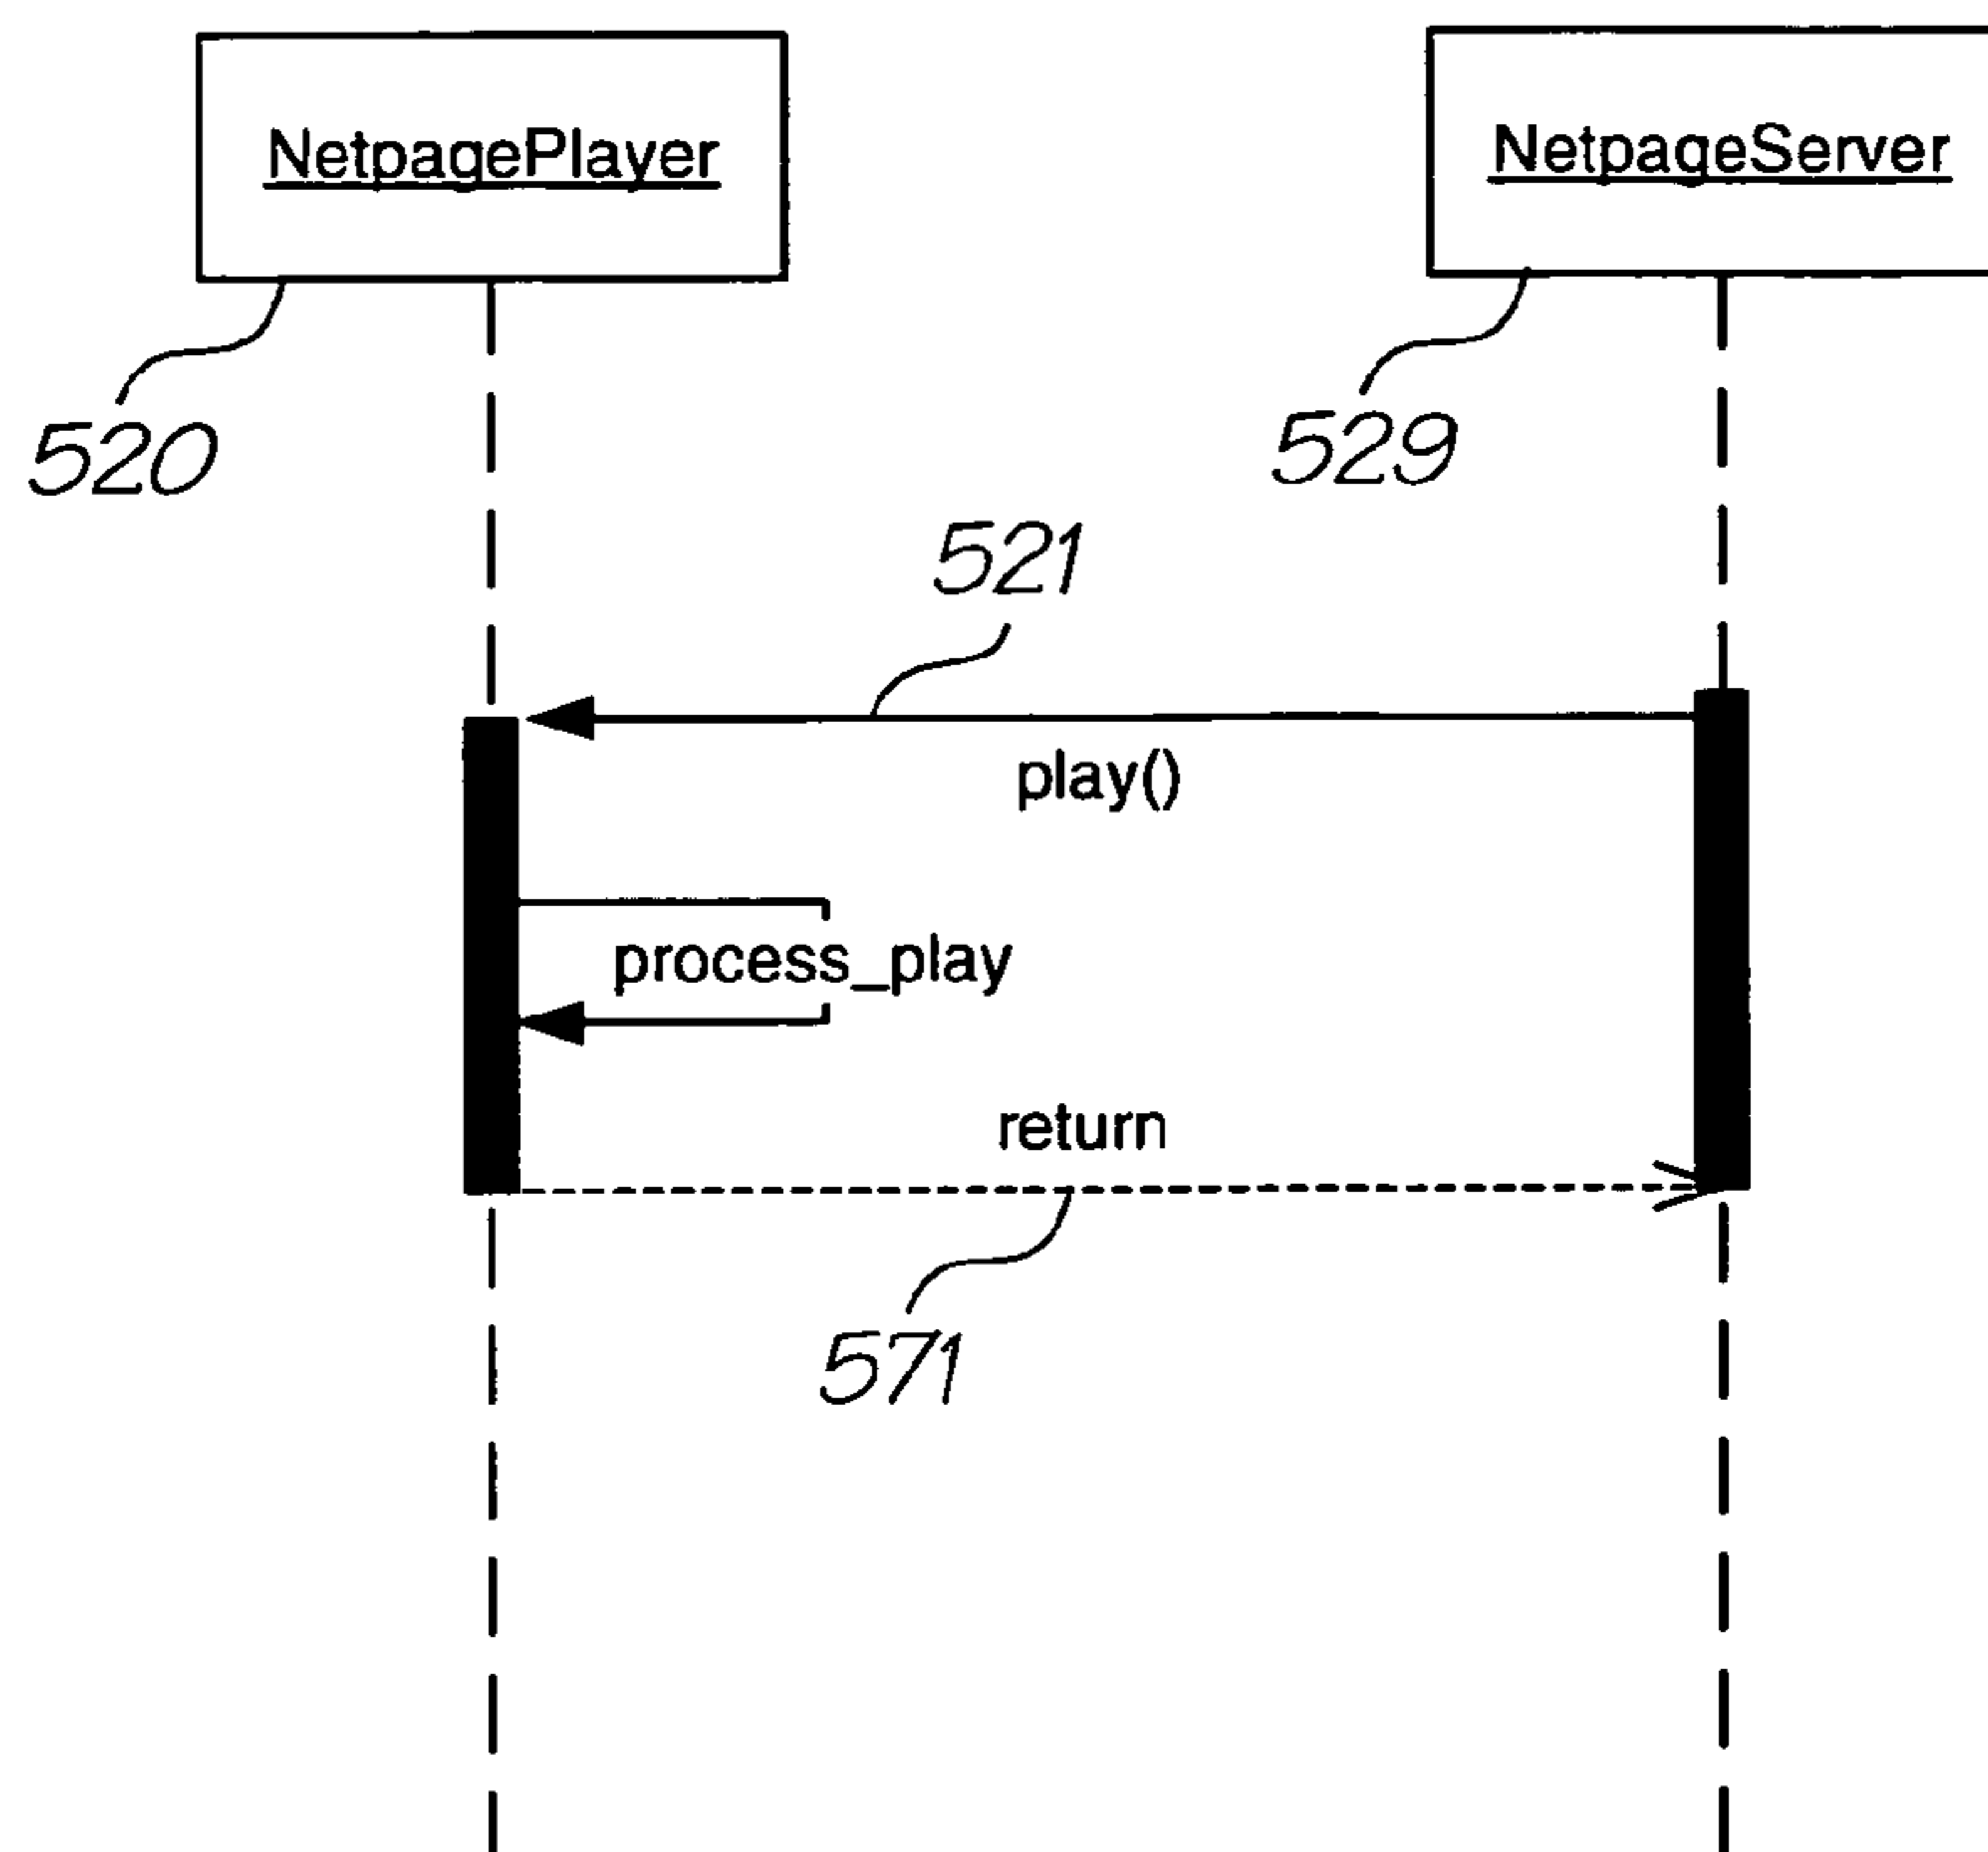 NetpagePlayer
NetpageServer
520
529
521
play()
process_play
return
571